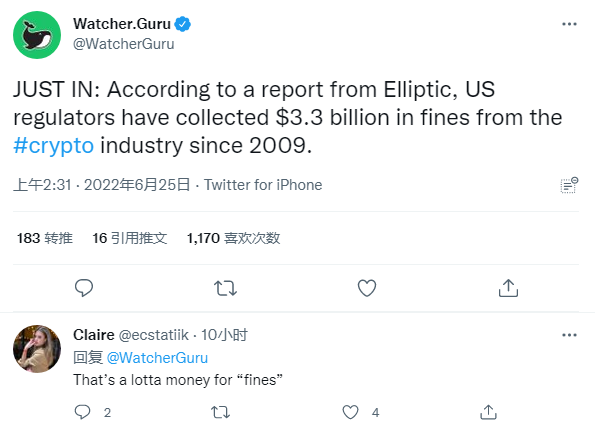 Watcher.Guru
@WatcherGuru
JUST IN: According to a report from Elliptic, US
regulators have collected $3.3 billion in fines from the
#crypto industry since 2009.
上午2:31 · 2022年6月25日 · Twitter for iPhone
183 转推 16 引用推文 1,170 喜欢次数
Claire @ecstatiik · 10小时
回复 @WatcherGuru
That's a lotta money for “fines”
2 4